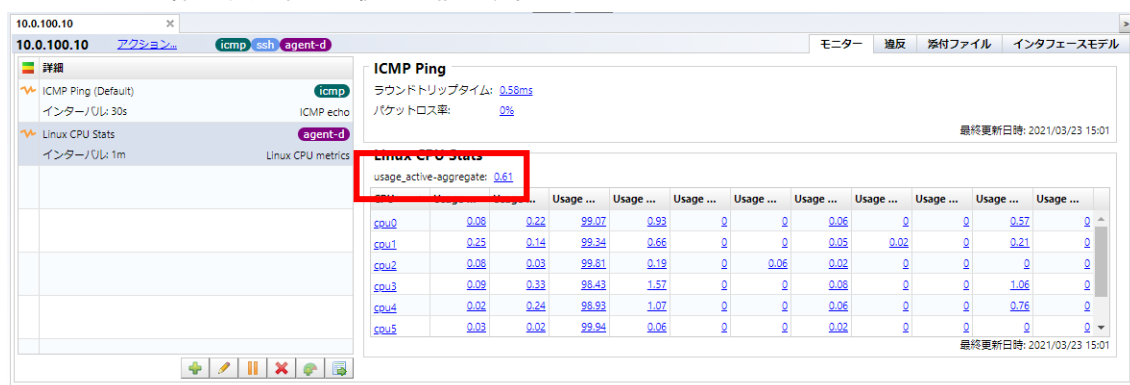 10.0.100.10
10.0.100.10 アクション... icmp ssh agent-d モニター 違反 添付ファイル インタフェースモデル
詳細
ICMP Ping (Default) icmp
インターバル: 30s ICMP echo
Linux CPU Stats agent-d
インターバル: 1m Linux CPU metrics
ICMP Ping
ラウンドトリップタイム: 0.58ms
パケットロス率: 0%
最終更新日時: 2021/03/23 15:01
Linux CPU Stats
usage_active-aggregate: 0.61
CPU Usage ... Usage ... Usage ... Usage ... Usage ... Usage ... Usage ... Usage ... Usage ... Usage ... Usage ...
cpu0 0.08 0.22 99.07 0.93 0 0 0.06 0 0 0.57 0
cpu1 0.25 0.14 99.34 0.66 0 0 0.05 0.02 0 0.21 0
cpu2 0.08 0.03 99.81 0.19 0 0.06 0.02 0 0 0 0
cpu3 0.09 0.33 98.43 1.57 0 0 0.08 0 0 1.06 0
cpu4 0.02 0.24 98.93 1.07 0 0 0.06 0 0 0.76 0
cpu5 0.03 0.02 99.94 0.06 0 0 0.02 0 0 0 0
最終更新日時: 2021/03/23 15:01